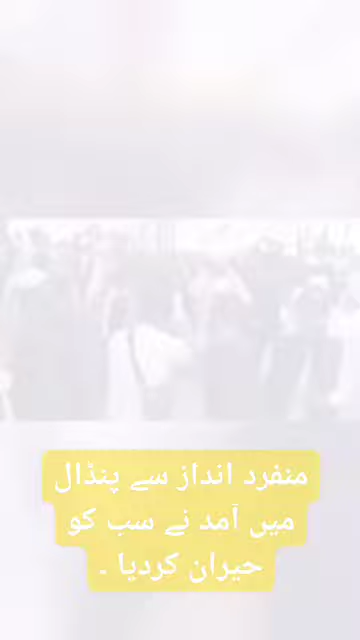 منفرد انداز سے پنڈال
میں آمد نے سب کو
حیران کردیا ۔